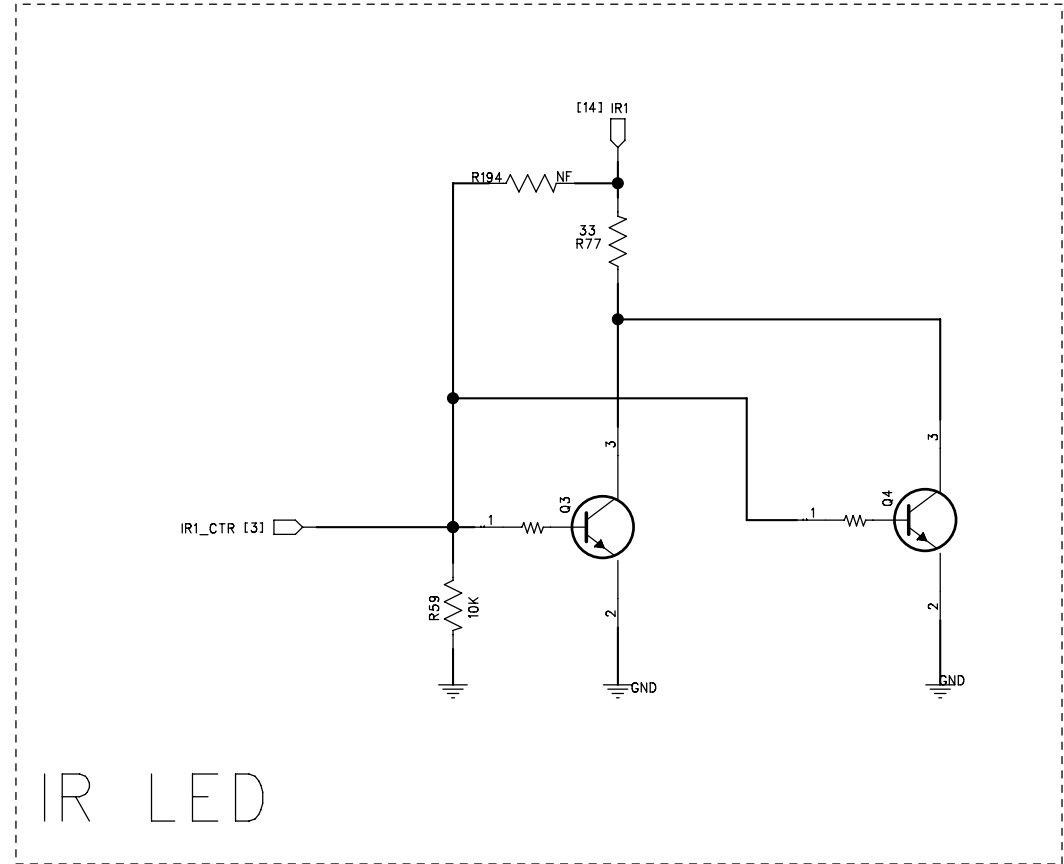 [14] IR1
R194 NF
33
R77
3
3
Q3
Q4
IR1_CTR [3]
1
1
R59
10K
2
2
GND
GND
IR LED